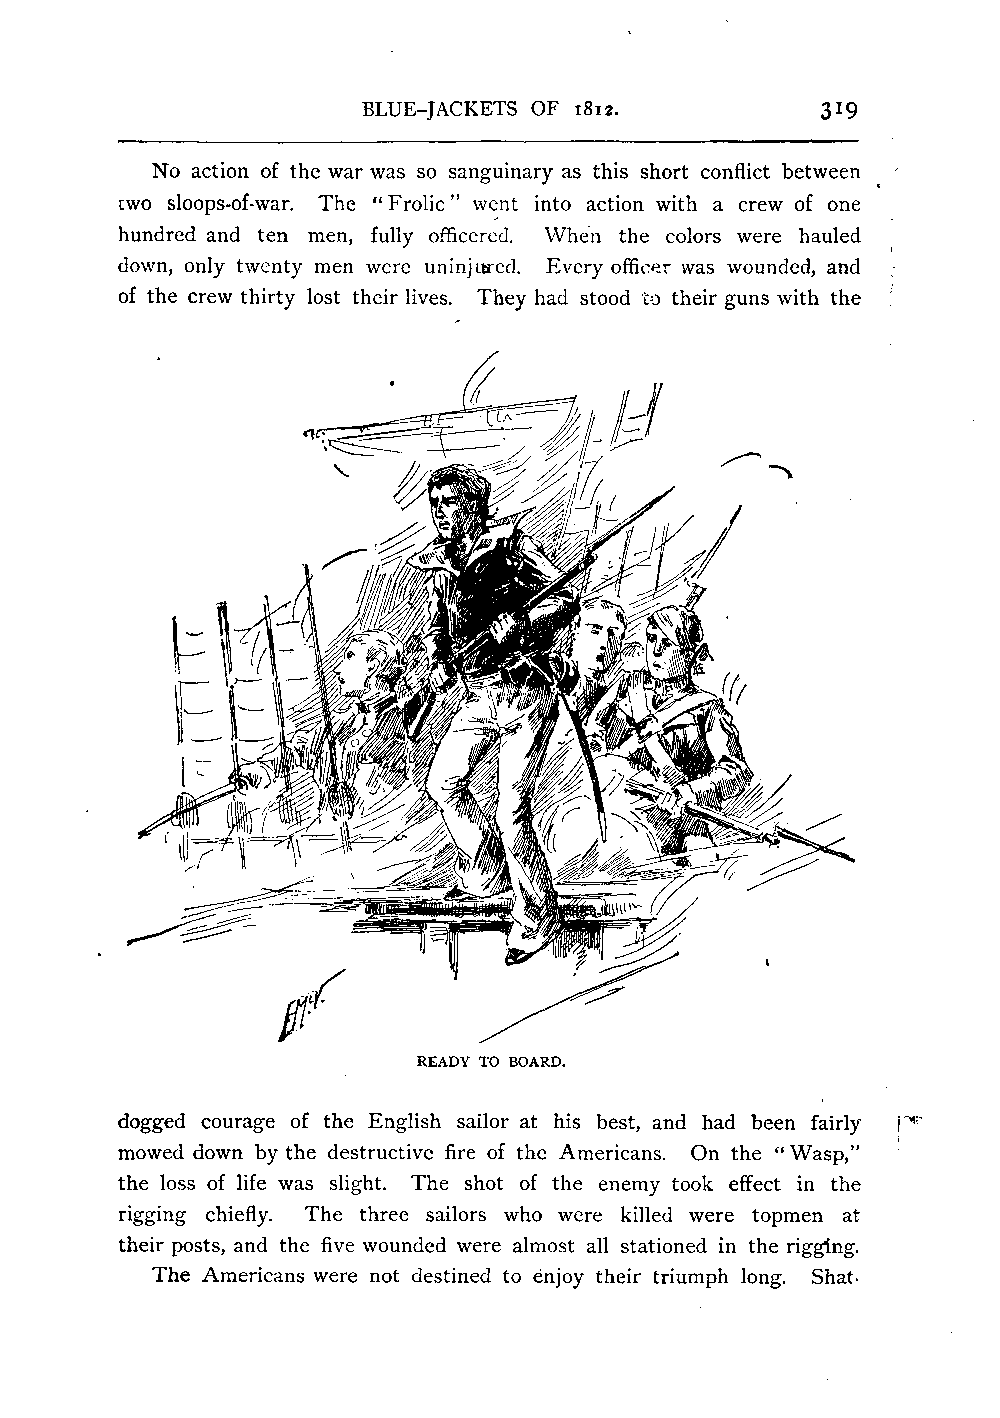 BLUE-JACKETS OF 1812. 319
No action of the war was so sanguinary as this short conflict between
two sloops-of-war. The “Frolic” went into action with a crew of one
hundred and ten men, fully officered. When the colors were hauled
down, only twenty men were uninjured. Every officer was wounded, and
of the crew thirty lost their lives. They had stood to their guns with the
READY TO BOARD.
dogged courage of the English sailor at his best, and had been fairly
mowed down by the destructive fire of the Americans. On the “Wasp,”
the loss of life was slight. The shot of the enemy took effect in the
rigging chiefly. The three sailors who were killed were topmen at
their posts, and the five wounded were almost all stationed in the rigging.
The Americans were not destined to enjoy their triumph long. Shat-